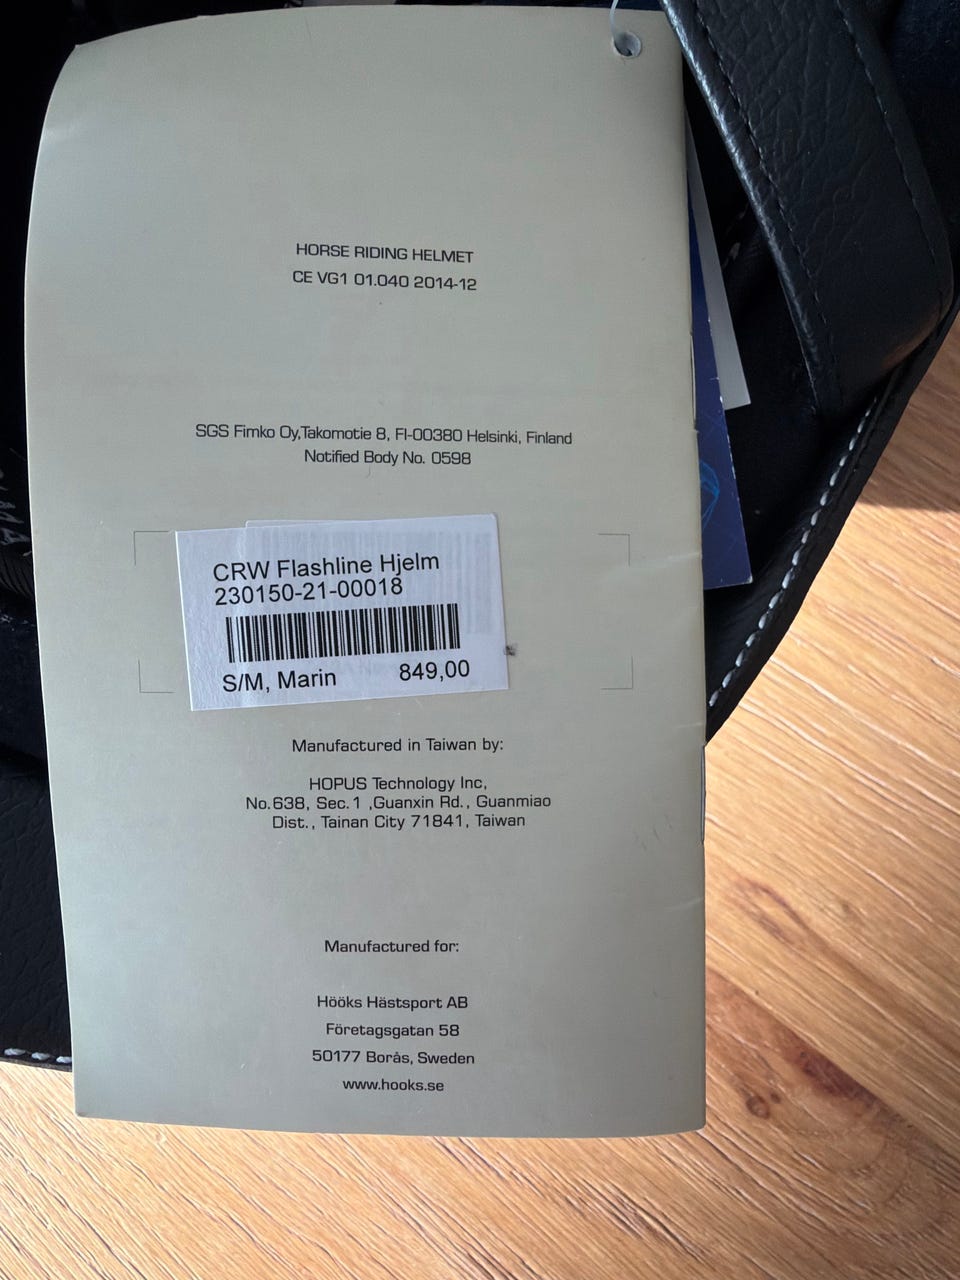 HORSE RIDING HELMET
CE VG1 01.040 2014-12
SGS Fimko Oy,Takomotie 8, FI-00380 Helsinki, Finland
Notified Body No. 0598
CRW Flashline Hjelm
230150-21-00018
S/M, Marin 849,00
Manufactured in Taiwan by:
HOPUS Technology Inc,
No.638, Sec.1 ,Guanxin Rd., Guanmiao
Dist., Tainan City 71841, Taiwan
Manufactured for:
Hööks Hästsport AB
Företagsgatan 58
50177 Borås, Sweden
www.hooks.se